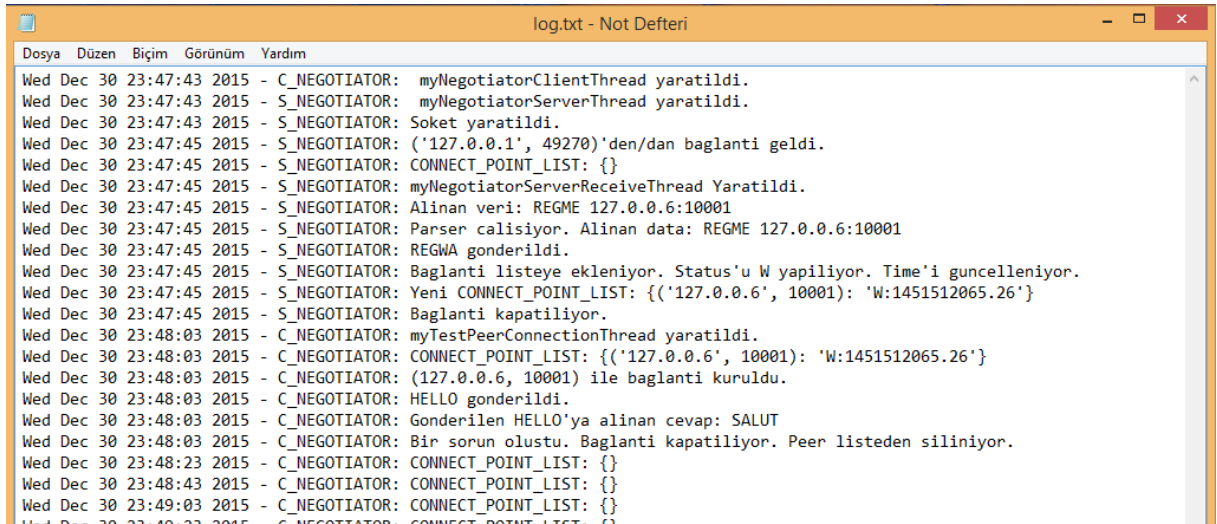 log.txt - Not Defteri
Dosya Düzen Biçim Görünüm Yardım
Wed Dec 30 23:47:43 2015 - C_NEGOTIATOR:  myNegotiatorClientThread yaratildi.
Wed Dec 30 23:47:43 2015 - S_NEGOTIATOR:  myNegotiatorServerThread yaratildi.
Wed Dec 30 23:47:43 2015 - S_NEGOTIATOR: Soket yaratildi.
Wed Dec 30 23:47:45 2015 - S_NEGOTIATOR: ('127.0.0.1', 49270)'den/dan baglanti geldi.
Wed Dec 30 23:47:45 2015 - S_NEGOTIATOR: CONNECT_POINT_LIST: {}
Wed Dec 30 23:47:45 2015 - S_NEGOTIATOR: myNegotiatorServerReceiveThread Yaratildi.
Wed Dec 30 23:47:45 2015 - S_NEGOTIATOR: Alinan veri: REGME 127.0.0.6:10001
Wed Dec 30 23:47:45 2015 - S_NEGOTIATOR: Parser calisiyor. Alinan data: REGME 127.0.0.6:10001
Wed Dec 30 23:47:45 2015 - S_NEGOTIATOR: REGWA gonderildi.
Wed Dec 30 23:47:45 2015 - S_NEGOTIATOR: Baglanti listeye ekleniyor. Status'u W yapiliyor. Time'i guncelleniyor.
Wed Dec 30 23:47:45 2015 - S_NEGOTIATOR: Yeni CONNECT_POINT_LIST: {('127.0.0.6', 10001): 'W:1451512065.26'}
Wed Dec 30 23:47:45 2015 - S_NEGOTIATOR: Baglanti kapatiliyor.
Wed Dec 30 23:48:03 2015 - C_NEGOTIATOR: myTestPeerConnectionThread yaratildi.
Wed Dec 30 23:48:03 2015 - C_NEGOTIATOR: CONNECT_POINT_LIST: {('127.0.0.6', 10001): 'W:1451512065.26'}
Wed Dec 30 23:48:03 2015 - C_NEGOTIATOR: (127.0.0.6, 10001) ile baglanti kuruldu.
Wed Dec 30 23:48:03 2015 - C_NEGOTIATOR: HELLO gonderildi.
Wed Dec 30 23:48:03 2015 - C_NEGOTIATOR: Gonderilen HELLO'ya alinan cevap: SALUT
Wed Dec 30 23:48:03 2015 - C_NEGOTIATOR: Bir sorun olustu. Baglanti kapatiliyor. Peer listeden siliniyor.
Wed Dec 30 23:48:23 2015 - C_NEGOTIATOR: CONNECT_POINT_LIST: {}
Wed Dec 30 23:48:43 2015 - C_NEGOTIATOR: CONNECT_POINT_LIST: {}
Wed Dec 30 23:49:03 2015 - C_NEGOTIATOR: CONNECT_POINT_LIST: {}